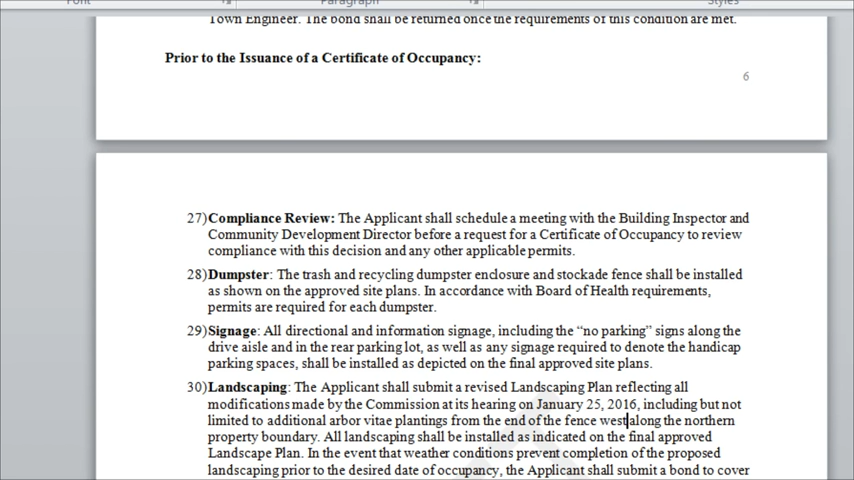 Font Paragraph Styles
Town Engineer. The bond shall be returned once the requirements of this condition are met.
Prior to the Issuance of a Certificate of Occupancy:
6
27)Compliance Review: The Applicant shall schedule a meeting with the Building Inspector and
Community Development Director before a request for a Certificate of Occupancy to review
compliance with this decision and any other applicable permits.
28)Dumpster: The trash and recycling dumpster enclosure and stockade fence shall be installed
as shown on the approved site plans. In accordance with Board of Health requirements,
permits are required for each dumpster.
29)Signage: All directional and information signage, including the “no parking” signs along the
drive aisle and in the rear parking lot, as well as any signage required to denote the handicap
parking spaces, shall be installed as depicted on the final approved site plans.
30)Landscaping: The Applicant shall submit a revised Landscaping Plan reflecting all
modifications made by the Commission at its hearing on January 25, 2016, including but not
limited to additional arbor vitae plantings from the end of the fence west along the northern
property boundary. All landscaping shall be installed as indicated on the final approved
Landscape Plan. In the event that weather conditions prevent completion of the proposed
landscaping prior to the desired date of occupancy, the Applicant shall submit a bond to cover